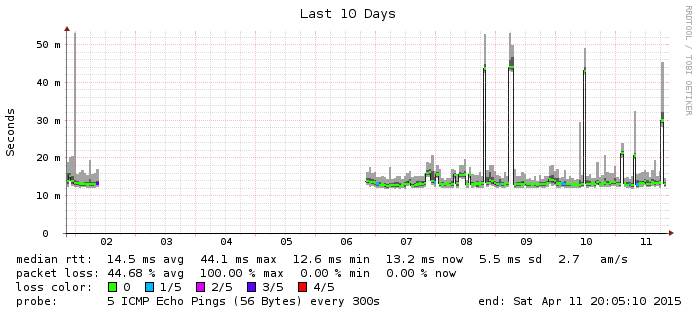 Last 10 Days
RRDTOOL / TOBI OETIKER
Seconds
50 m
40 m
30 m
20 m
10 m
0
02 03 04 05 06 07 08 09 10 11
median rtt: 14.5 ms avg 44.1 ms max 12.6 ms min 13.2 ms now 5.5 ms sd 2.7 am/s
packet loss: 44.68 % avg 100.00 % max 0.00 % min 0.00 % now
loss color: 0 1/5 2/5 3/5 4/5
probe: 5 ICMP Echo Pings (56 Bytes) every 300s end: Sat Apr 11 20:05:10 2015